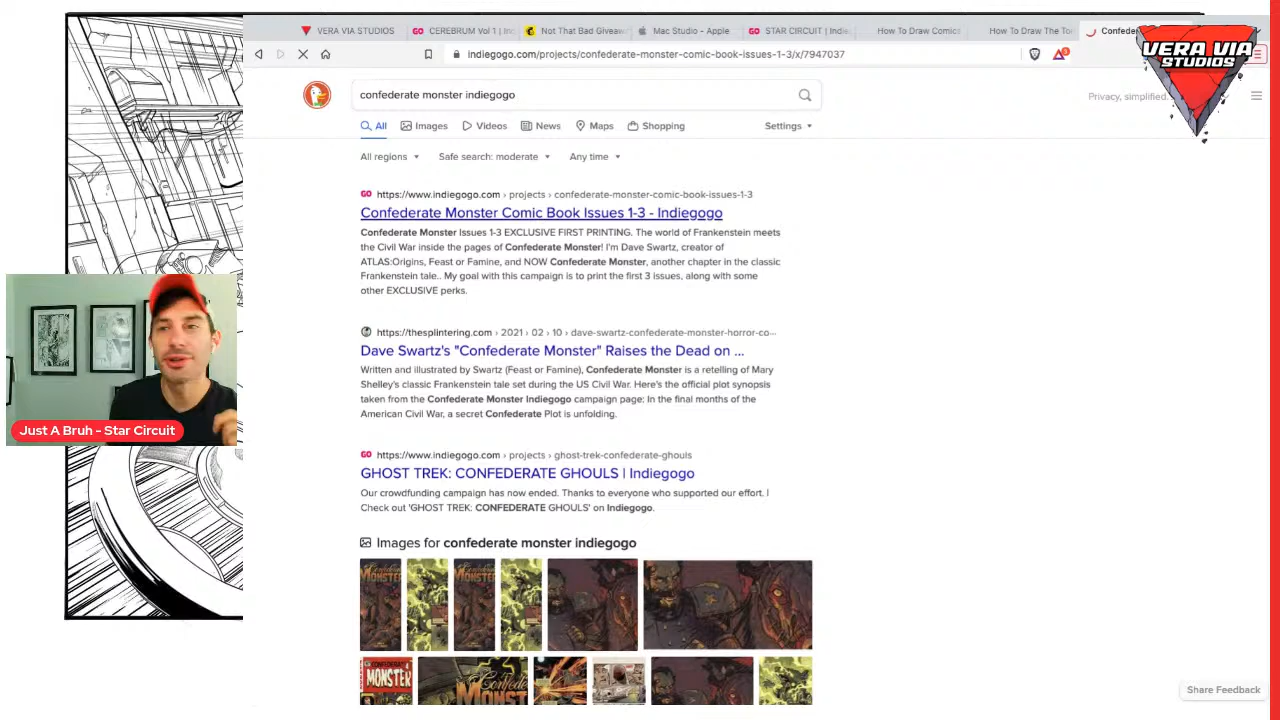 VERA VIA STUDIOS
CEREBRUM Vol 1 | In
Not That Bad Giveaw
Mac Studio - Apple
STAR CIRCUIT | Indie
How To Draw Comics
How To Draw The To
Confede
indiegogo.com/projects/confederate-monster-comic-book-issues-1-3/x/7947037
3
VERA VIA
STUDIOS
confederate monster indiegogo
Privacy, simplified.
All
Images
Videos
News
Maps
Shopping
Settings
All regions
Safe search: moderate
Any time
GO https://www.indiegogo.com › projects › confederate-monster-comic-book-issues-1-3
Confederate Monster Comic Book Issues 1-3 - Indiegogo
Confederate Monster Issues 1-3 EXCLUSIVE FIRST PRINTING. The world of Frankenstein meets
the Civil War inside the pages of Confederate Monster! I'm Dave Swartz, creator of
ATLAS:Origins, Feast or Famine, and NOW Confederate Monster, another chapter in the classic
Frankenstein tale.. My goal with this campaign is to print the first 3 issues, along with some
other EXCLUSIVE perks.
https://thesplintering.com › 2021 › 02 › 10 › dave-swartz-confederate-monster-horror-co...
Dave Swartz's "Confederate Monster" Raises the Dead on ...
Written and illustrated by Swartz (Feast or Famine), Confederate Monster is a retelling of Mary
Shelley's classic Frankenstein tale set during the US Civil War. Here's the official plot synopsis
taken from the Confederate Monster Indiegogo campaign page: In the final months of the
American Civil War, a secret Confederate Plot is unfolding.
Just A Bruh - Star Circuit
GO https://www.indiegogo.com › projects › ghost-trek-confederate-ghouls
GHOST TREK: CONFEDERATE GHOULS | Indiegogo
Our crowdfunding campaign has now ended. Thanks to everyone who supported our effort. |
Check out 'GHOST TREK: CONFEDERATE GHOULS' on Indiegogo.
Images for confederate monster indiegogo
MONSTER
MONSTER
CONFEDERATE
MONSTER
Confede
MONST
Share Feedback